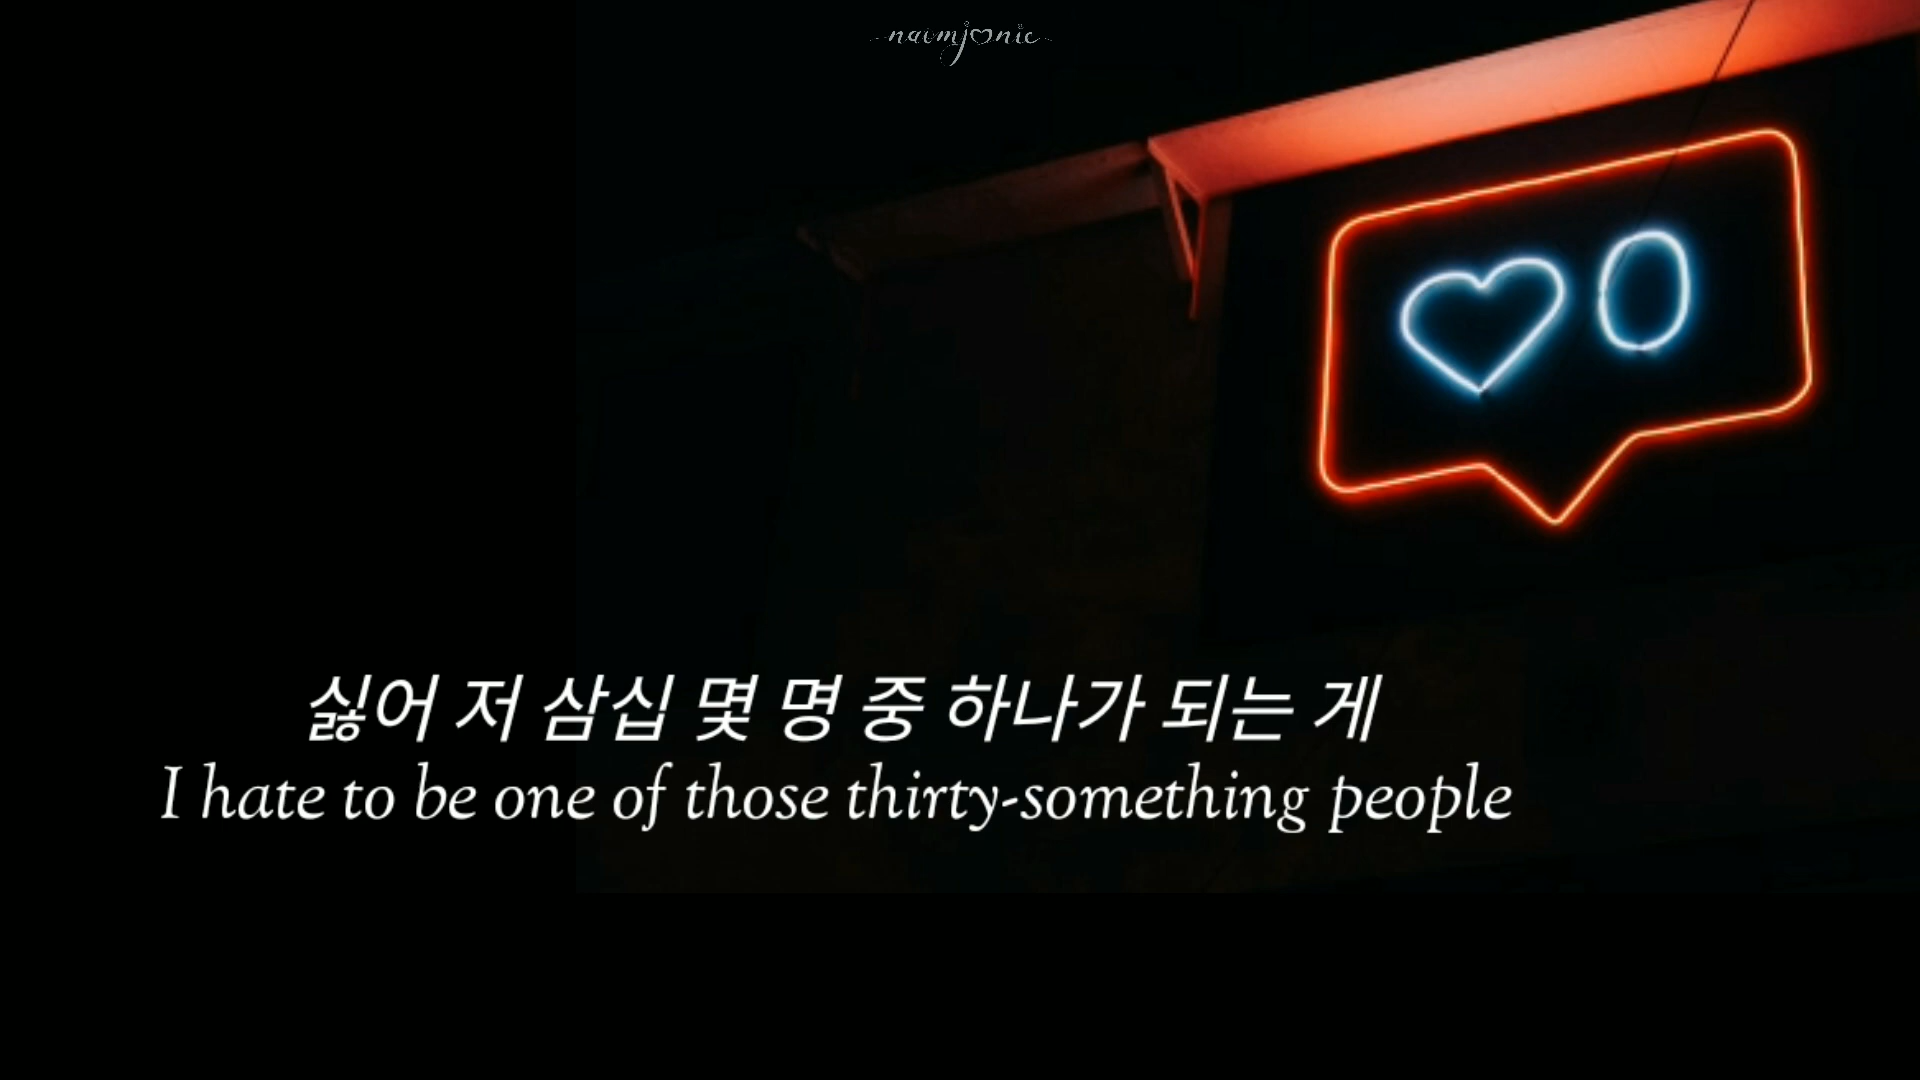 naimjonic
싫어 저 삼십 몇 명 중 하나가 되는 게
I hate to be one of those thirty-something people
0